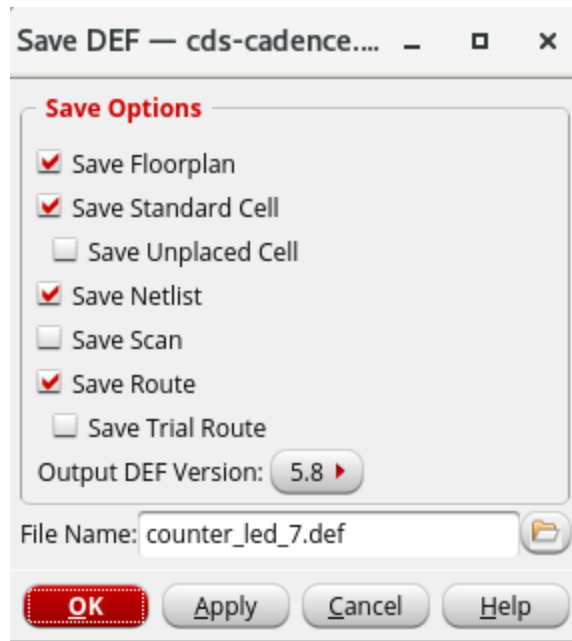 Save DEF — cds-cadence....
Save Options
Save Floorplan
Save Standard Cell
Save Unplaced Cell
Save Netlist
Save Scan
Save Route
Save Trial Route
Output DEF Version: 5.8
File Name: counter_led_7.def
OK Apply Cancel Help